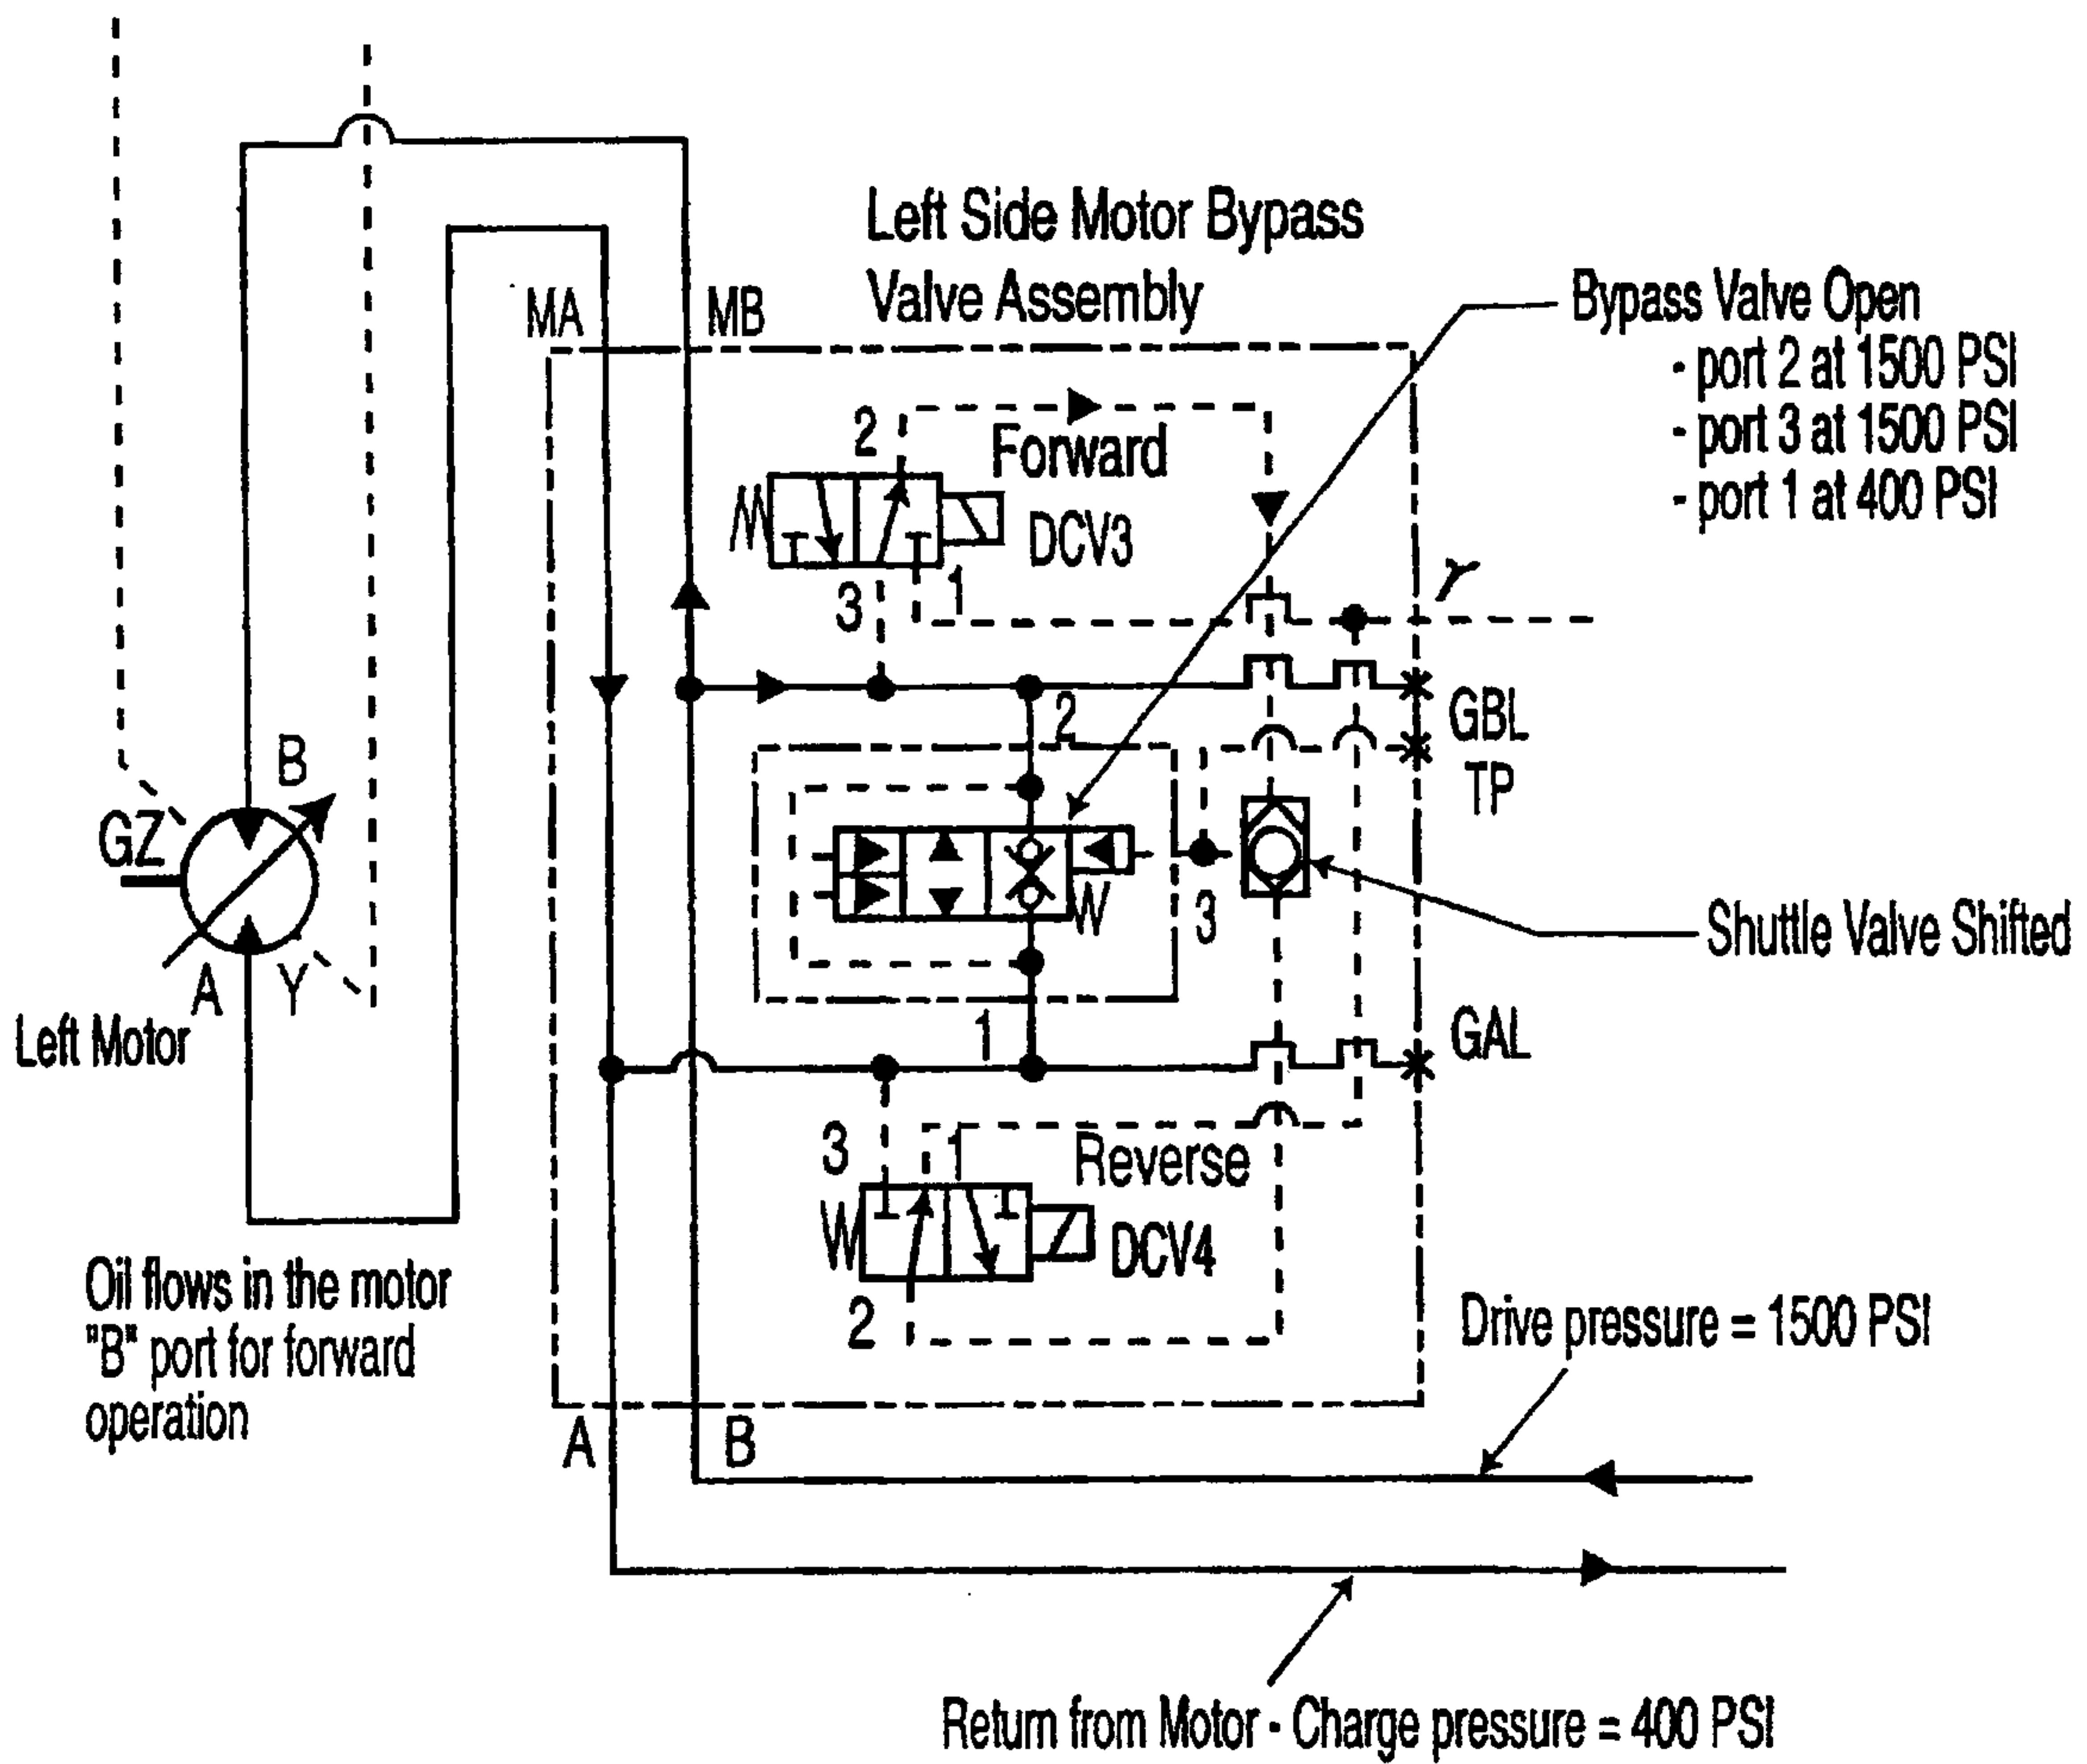 Left Side Motor Bypass
Valve Assembly
MA
MB
Bypass Valve Open
- port 2 at 1500 PSI
- port 3 at 1500 PSI
- port 1 at 400 PSI
2
Forward
DCV3
3
1
Y
2
GBL
TP
B
GZ
A
Y
Left Motor
W
3
Shuttle Valve Shifted
1
GAL
3
1
Reverse
W
DCV4
2
Oil flows in the motor
"B" port for forward
operation
Drive pressure = 1500 PSI
A
B
Return from Motor - Charge pressure = 400 PSI